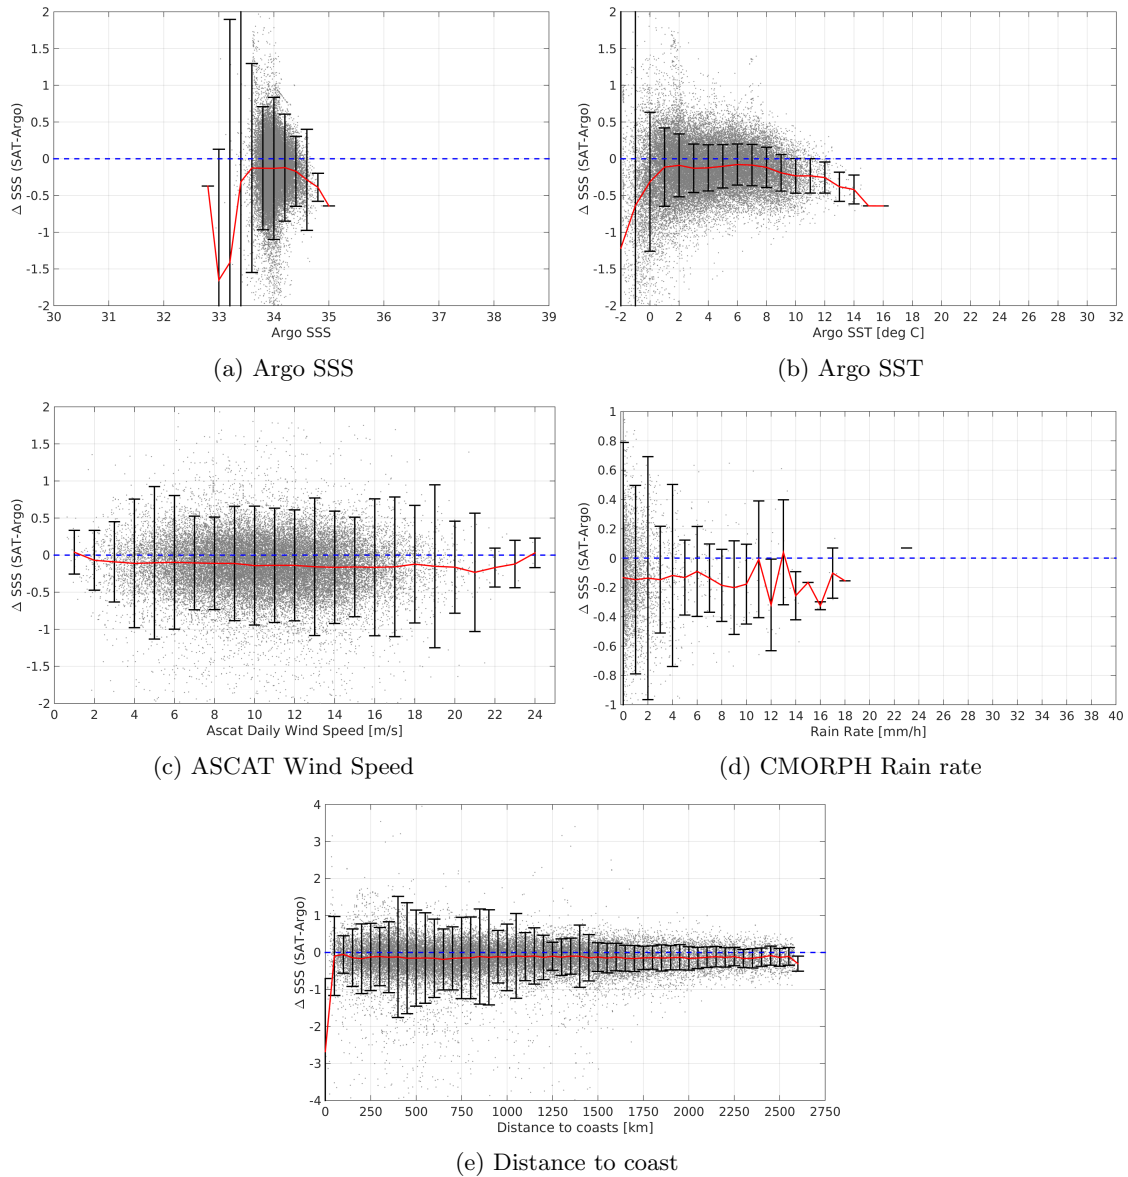 2
1.5
1
0.5
0
-0.5
-1
-1.5
-2
Δ SSS (SAT-Argo)
30 31 32 33 34 35 36 37 38 39
Argo SSS
(a) Argo SSS
2
1.5
1
0.5
0
-0.5
-1
-1.5
-2
Δ SSS (SAT-Argo)
-2 0 2 4 6 8 10 12 14 16 18 20 22 24 26 28 30 32
Argo SST [deg C]
(b) Argo SST
2
1.5
1
0.5
0
-0.5
-1
-1.5
-2
Δ SSS (SAT-Argo)
0 2 4 6 8 10 12 14 16 18 20 22 24
Ascat Daily Wind Speed [m/s]
(c) ASCAT Wind Speed
1
0.8
0.6
0.4
0.2
0
-0.2
-0.4
-0.6
-0.8
-1
Δ SSS (SAT-Argo)
0 2 4 6 8 10 12 14 16 18 20 22 24 26 28 30 32 34 36 38 40
Rain Rate [mm/h]
(d) CMORPH Rain rate
4
3
2
1
0
-1
-2
-3
-4
Δ SSS (SAT-Argo)
0 250 500 750 1000 1250 1500 1750 2000 2250 2500 2750
Distance to coasts [km]
(e) Distance to coast